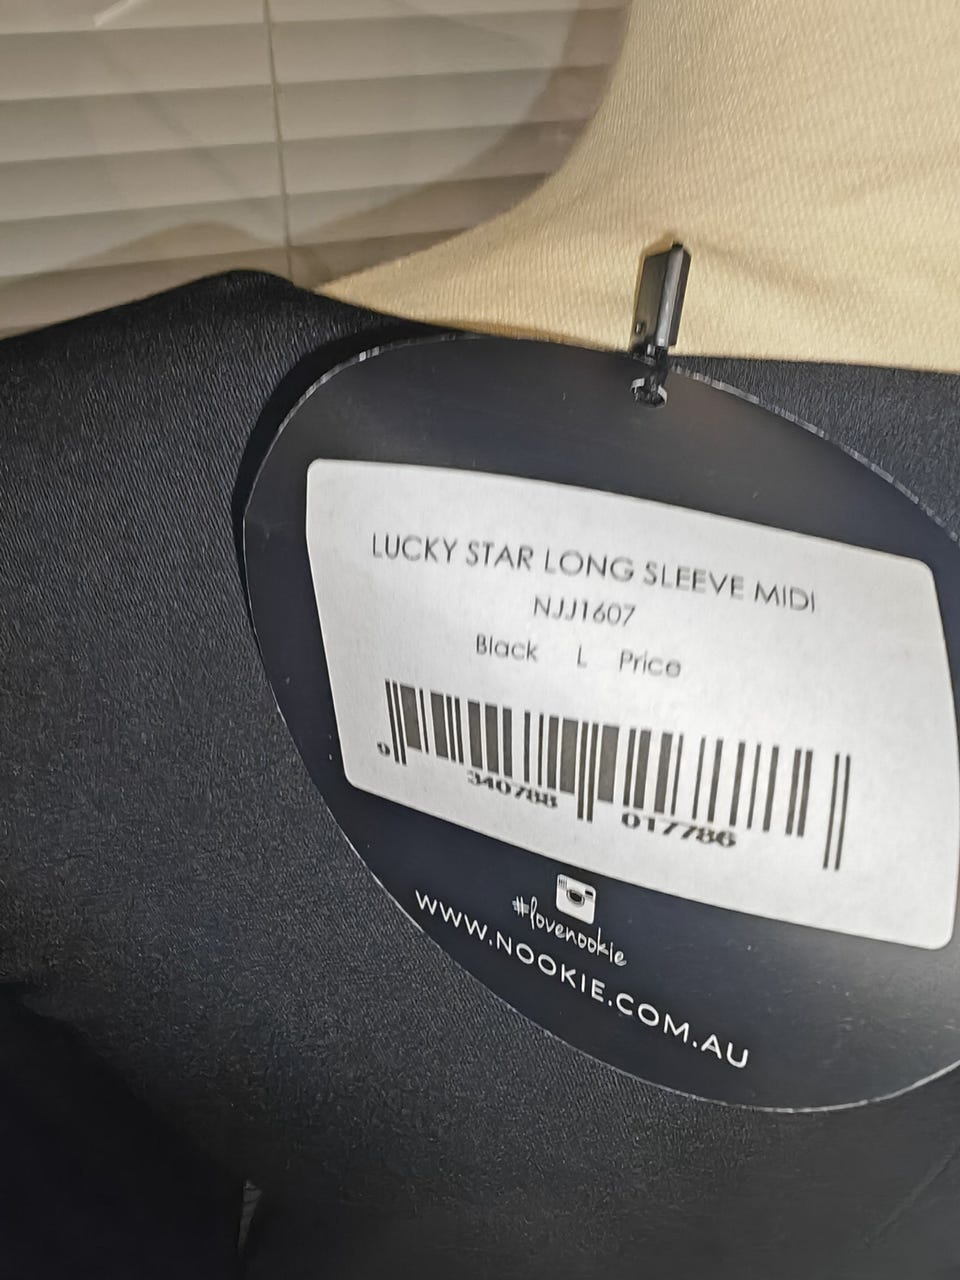 LUCKY STAR LONG SLEEVE MIDI
NJJ1607
Black L Price
9 340788 017786
#lovenookie
WWW.NOOKIE.COM.AU